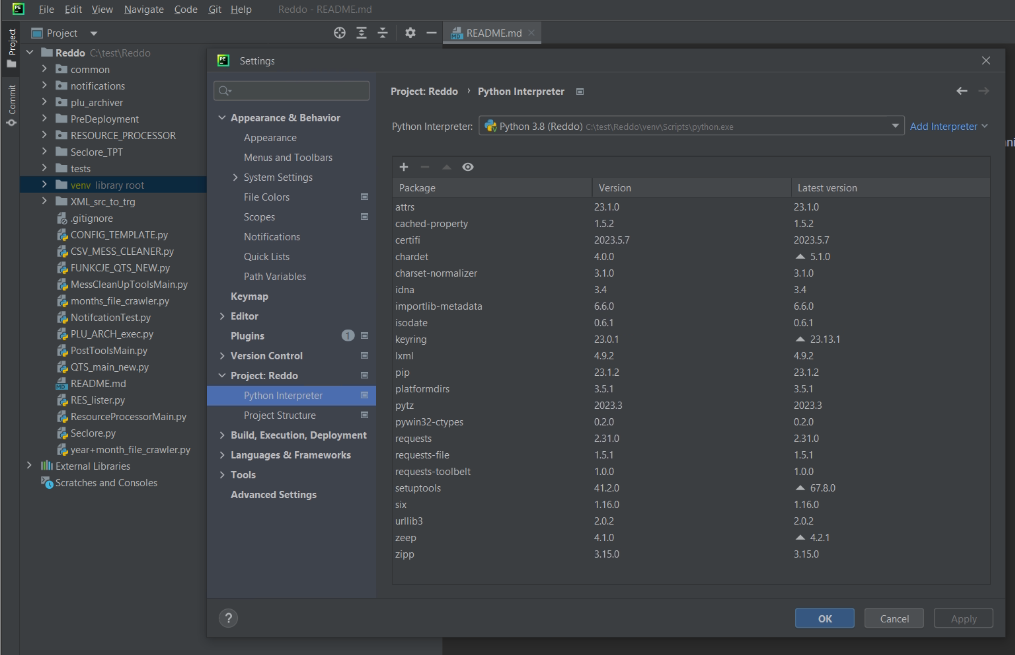 File Edit View Navigate Code Git Help Reddo - README.md
Project README.md
Project
Commit
Reddo C:\test\Reddo
common
notifications
plu_archiver
PreDeployment
RESOURCE_PROCESSOR
Seclore_TPT
tests
venv library root
XML_src_to_trg
.gitignore
CONFIG_TEMPLATE.py
CSV_MESS_CLEANER.py
FUNKCJE_QTS_NEW.py
MessCleanUpToolsMain.py
months_file_crawler.py
NotifcationTest.py
PLU_ARCH_exec.py
PostToolsMain.py
QTS_main_new.py
README.md
RES_lister.py
ResourceProcessorMain.py
Seclore.py
year+month_file_crawler.py
External Libraries
Scratches and Consoles
Settings
Appearance & Behavior
Appearance
Menus and Toolbars
System Settings
File Colors
Scopes
Notifications
Quick Lists
Path Variables
Keymap
Editor
Plugins 1
Version Control
Project: Reddo
Python Interpreter
Project Structure
Build, Execution, Deployment
Languages & Frameworks
Tools
Advanced Settings
Project: Reddo › Python Interpreter
Python Interpreter: Python 3.8 (Reddo) C:\test\Reddo\venv\Scripts\python.exe Add Interpreter
Package Version Latest version
attrs 23.1.0 23.1.0
cached-property 1.5.2 1.5.2
certifi 2023.5.7 2023.5.7
chardet 4.0.0 5.1.0
charset-normalizer 3.1.0 3.1.0
idna 3.4 3.4
importlib-metadata 6.6.0 6.6.0
isodate 0.6.1 0.6.1
keyring 23.0.1 23.13.1
lxml 4.9.2 4.9.2
pip 23.1.2 23.1.2
platformdirs 3.5.1 3.5.1
pytz 2023.3 2023.3
pywin32-ctypes 0.2.0 0.2.0
requests 2.31.0 2.31.0
requests-file 1.5.1 1.5.1
requests-toolbelt 1.0.0 1.0.0
setuptools 41.2.0 67.8.0
six 1.16.0 1.16.0
urllib3 2.0.2 2.0.2
zeep 4.1.0 4.2.1
zipp 3.15.0 3.15.0
? OK Cancel Apply